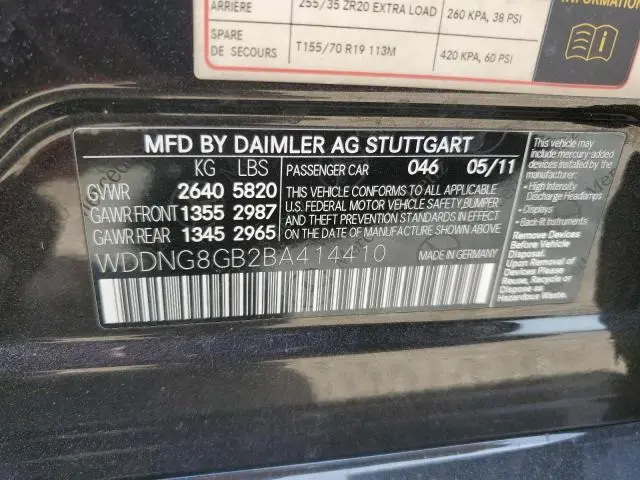 ARRIÈRE 255/35 ZR20 EXTRA LOAD 260 KPA, 38 PSI
SPARE
DE SECOURS T155/70 R19 113M 420 KPA, 60 PSI
INFORMATION
MFD BY DAIMLER AG STUTTGART
KG LBS PASSENGER CAR 046 05/11
GVWR 2640 5820
GAWR FRONT 1355 2987
GAWR REAR 1345 2965
THIS VEHICLE CONFORMS TO ALL APPLICABLE
U.S. FEDERAL MOTOR VEHICLE SAFETY, BUMPER
AND THEFT PREVENTION STANDARDS IN EFFECT
ON THE DATE OF MANUFACTURE SHOWN ABOVE.
WDDNG8GB2BA414410 MADE IN GERMANY
This vehicle may
include mercury-added
devices installed by
the manufacturer:
- High Intensity
Discharge Headlamps
- Displays
- Back-lit Instruments
Remove Devices
Before Vehicle
Disposal. Upon
Removal of Devices
Please Reuse,
Recycle or
Dispose as
Hazardous Waste.